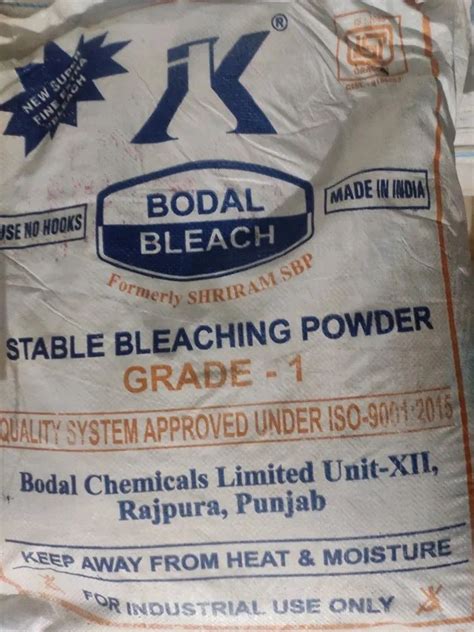 NEW SUPER
FINE MESH
K
®
BODAL
BLEACH
USE NO HOOKS
MADE IN INDIA
Formerly SHRIRAM SBP
STABLE BLEACHING POWDER
GRADE - 1
QUALITY SYSTEM APPROVED UNDER ISO-9001:2015
Bodal Chemicals Limited Unit-XII,
Rajpura, Punjab
KEEP AWAY FROM HEAT & MOISTURE
FOR INDUSTRIAL USE ONLY